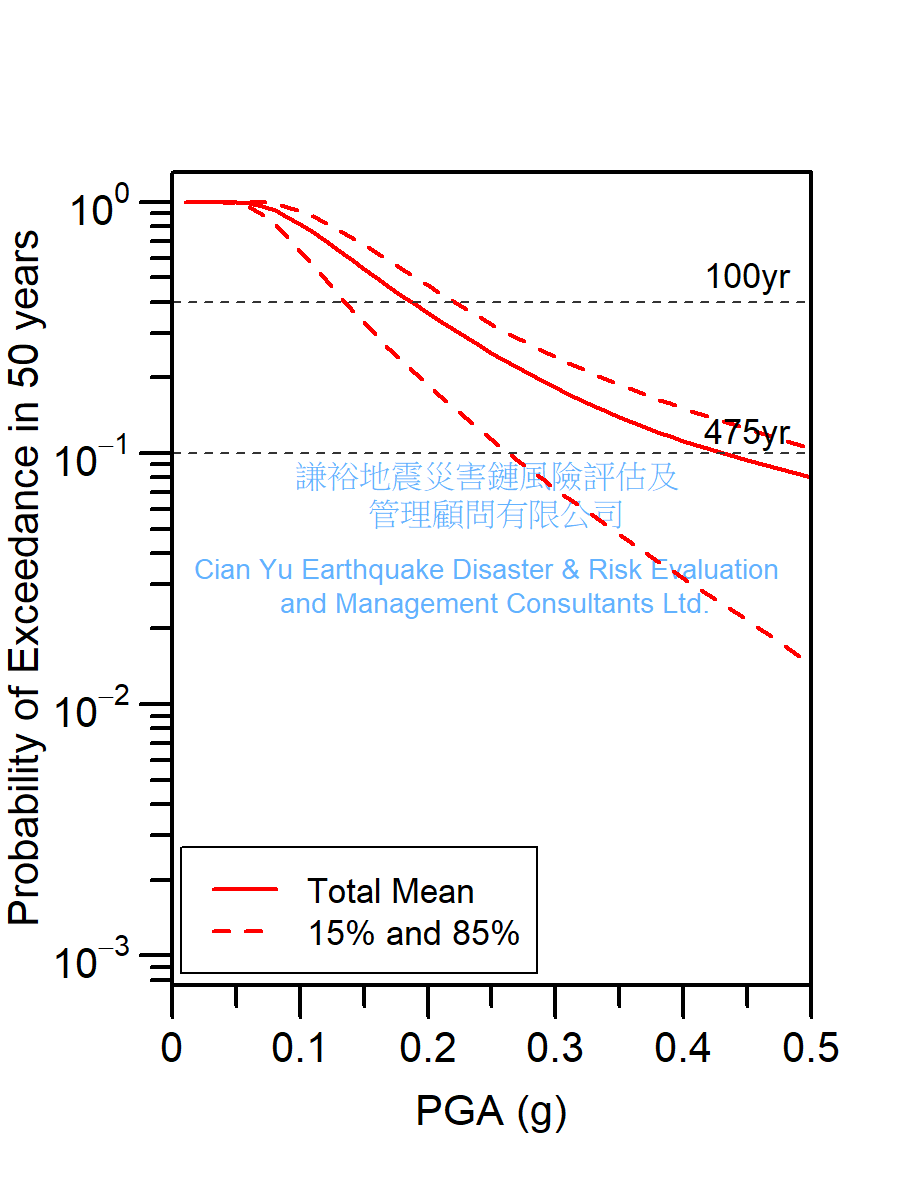 Probability of Exceedance in 50 years
10⁰
10⁻¹
10⁻²
10⁻³
100yr
475yr
謙裕地震災害鏈風險評估及
管理顧問有限公司
Cian Yu Earthquake Disaster & Risk Evaluation
and Management Consultants Ltd.
Total Mean
15% and 85%
0 0.1 0.2 0.3 0.4 0.5
PGA (g)